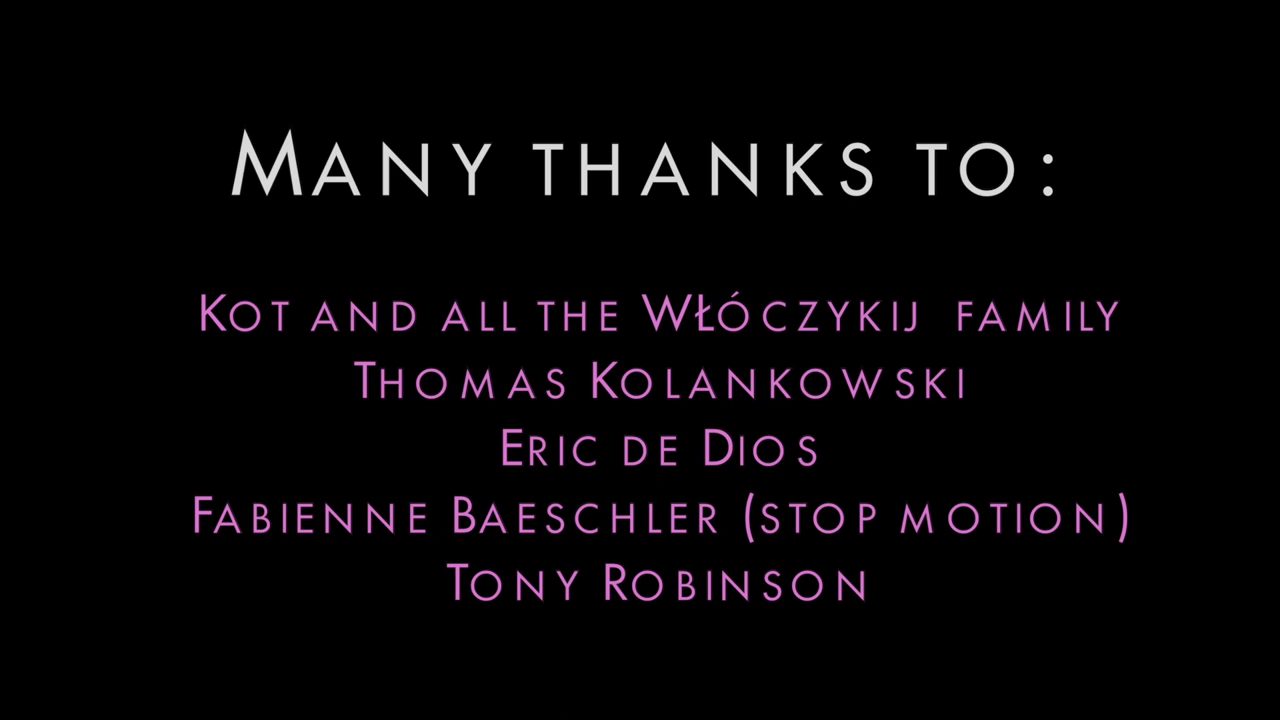 Many thanks to:
Kot and all the Włóczykij family
Thomas Kolankowski
Eric de Dios
Fabienne Baeschler (stop motion)
Tony Robinson